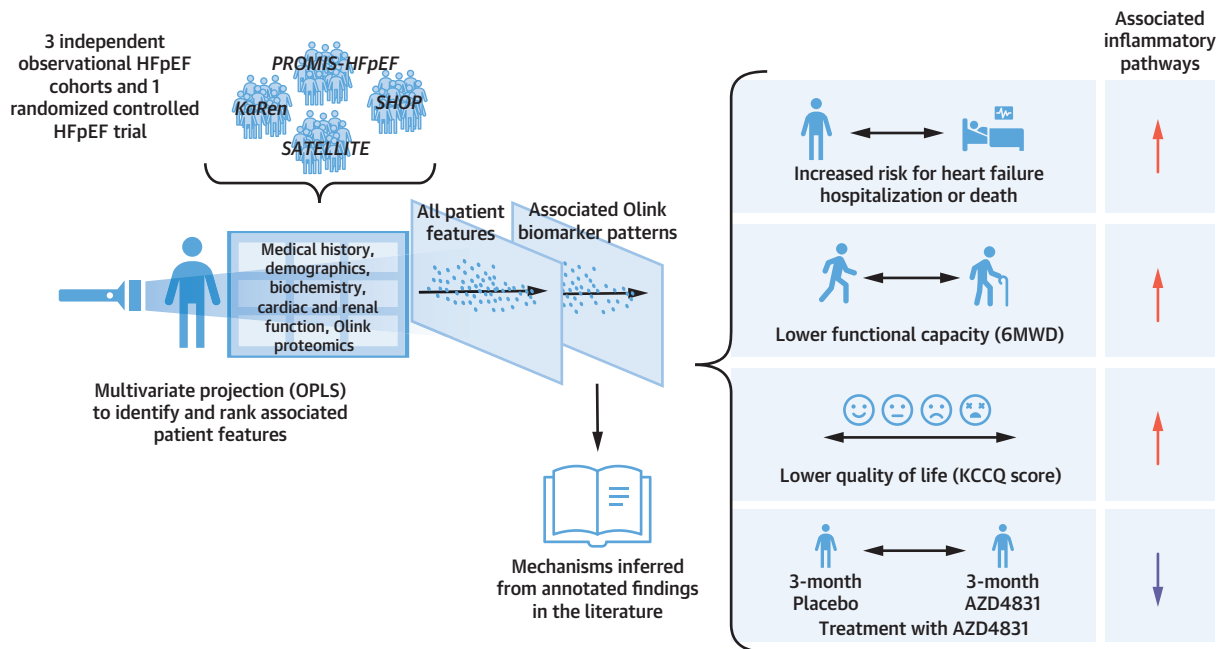 3 independent
observational HFpEF
cohorts and 1
randomized controlled
HFpEF trial
PROMIS-HFpEF
KaRen
SHOP
SATELLITE
Medical history,
demographics,
biochemistry,
cardiac and renal
function, Olink
proteomics
All patient
features
Associated Olink
biomarker patterns
Multivariate projection (OPLS)
to identify and rank associated
patient features
Mechanisms inferred
from annotated findings
in the literature
Associated
inflammatory
pathways
Increased risk for heart failure
hospitalization or death
Lower functional capacity (6MWD)
Lower quality of life (KCCQ score)
3-month
Placebo
3-month
AZD4831
Treatment with AZD4831